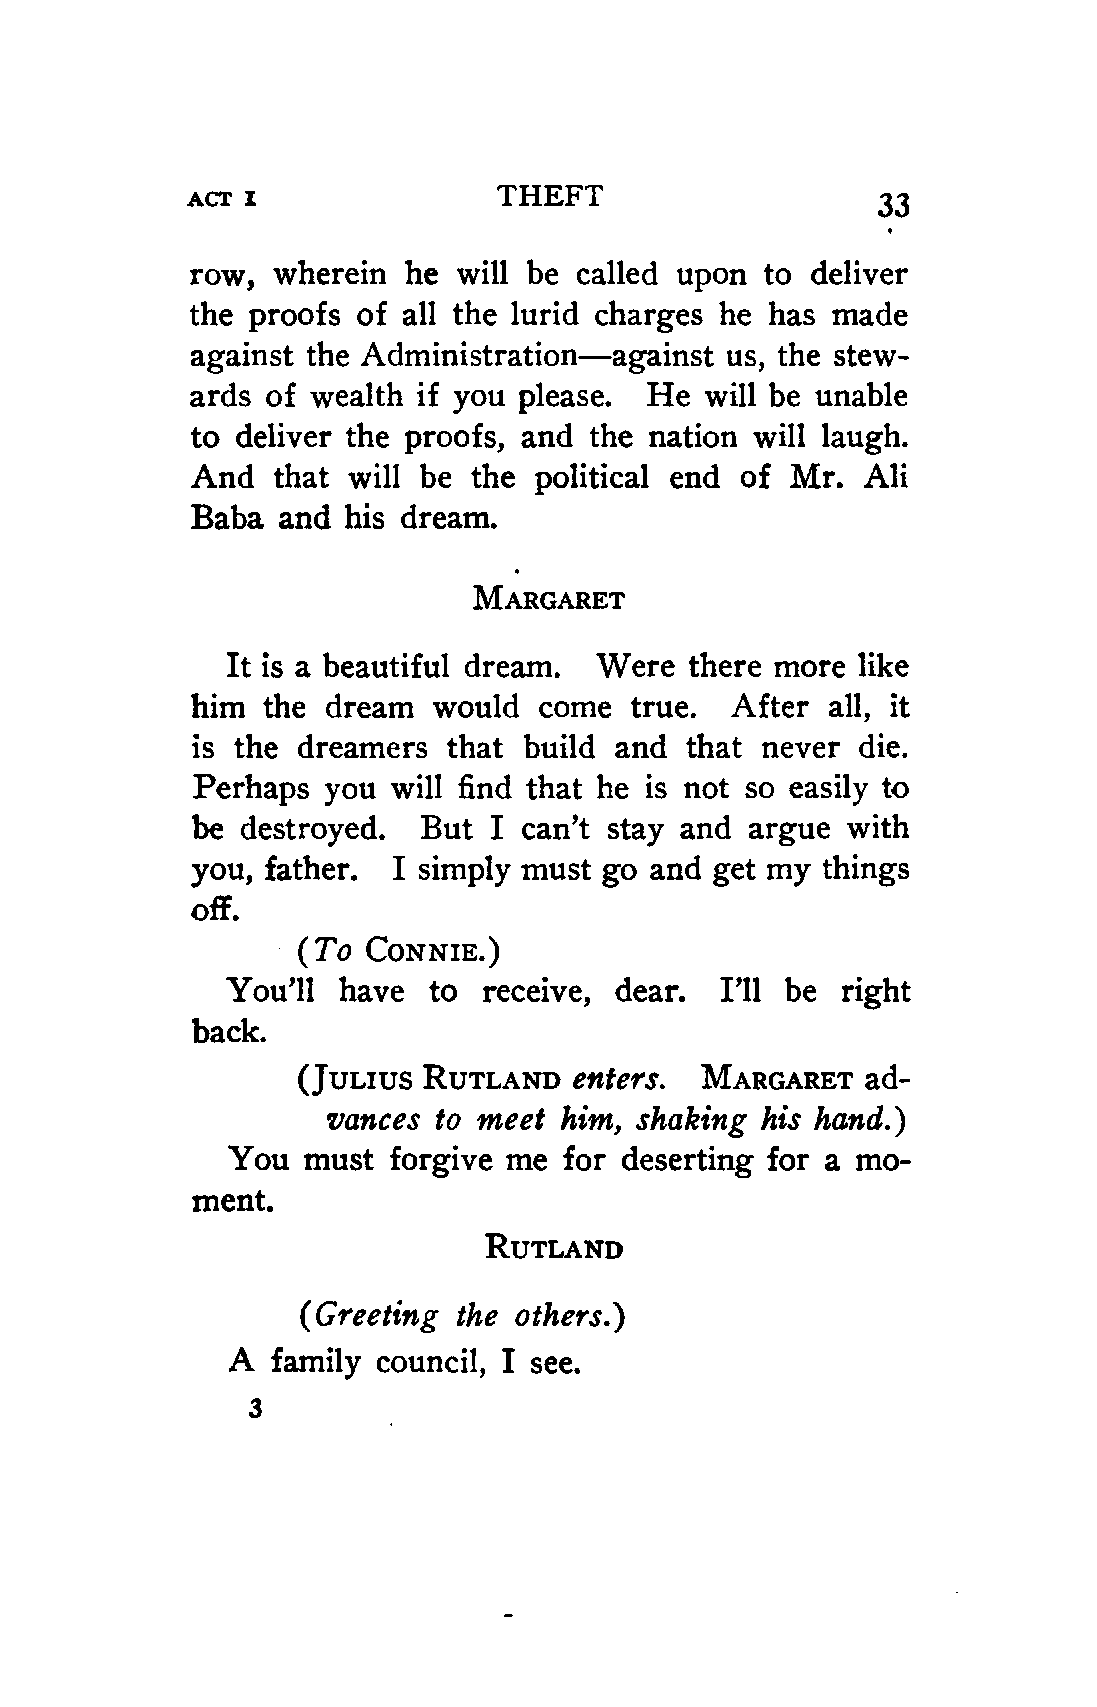 ACT I THEFT 33
row, wherein he will be called upon to deliver
the proofs of all the lurid charges he has made
against the Administration—against us, the stew-
ards of wealth if you please. He will be unable
to deliver the proofs, and the nation will laugh.
And that will be the political end of Mr. Ali
Baba and his dream.
MARGARET
It is a beautiful dream. Were there more like
him the dream would come true. After all, it
is the dreamers that build and that never die.
Perhaps you will find that he is not so easily to
be destroyed. But I can't stay and argue with
you, father. I simply must go and get my things
off.
(To CONNIE.)
You'll have to receive, dear. I'll be right
back.
(JULIUS RUTLAND enters. MARGARET ad-
vances to meet him, shaking his hand.)
You must forgive me for deserting for a mo-
ment.
RUTLAND
(Greeting the others.)
A family council, I see.
3